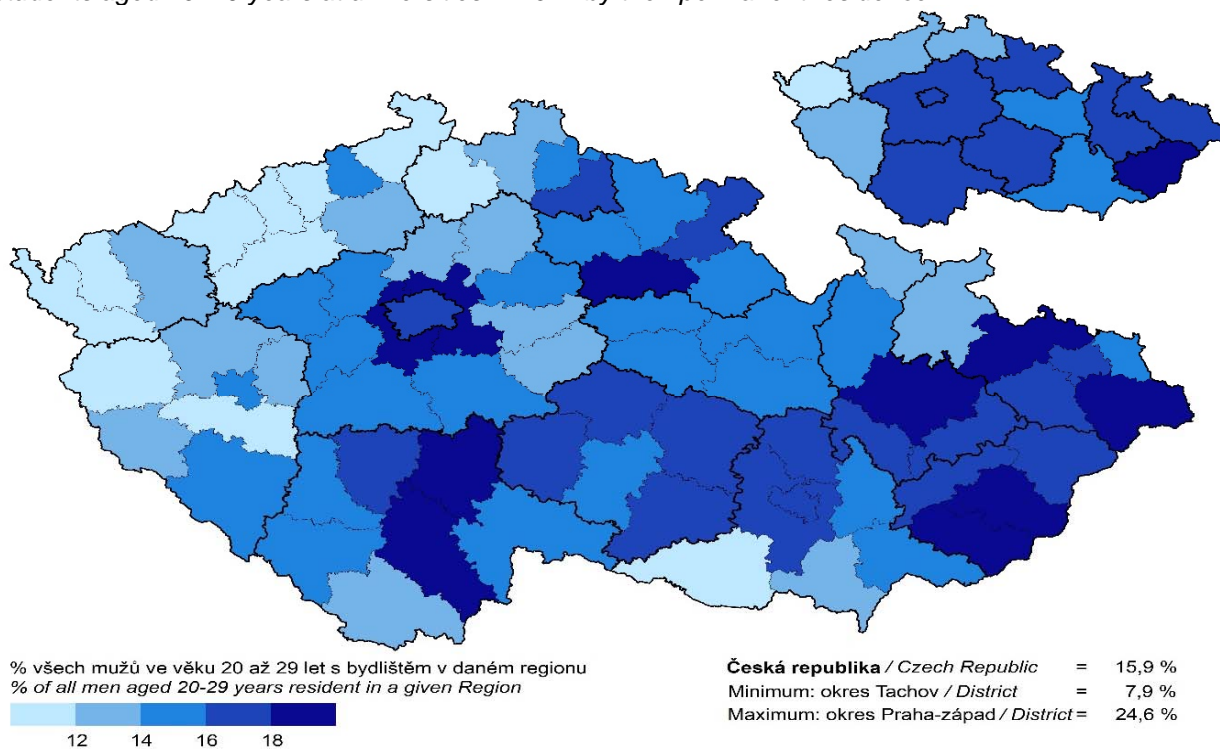 % všech mužů ve věku 20 až 29 let s bydlištěm v daném regionu
% of all men aged 20-29 years resident in a given Region
12 14 16 18
Česká republika / Czech Republic = 15,9 %
Minimum: okres Tachov / District = 7,9 %
Maximum: okres Praha-západ / District = 24,6 %